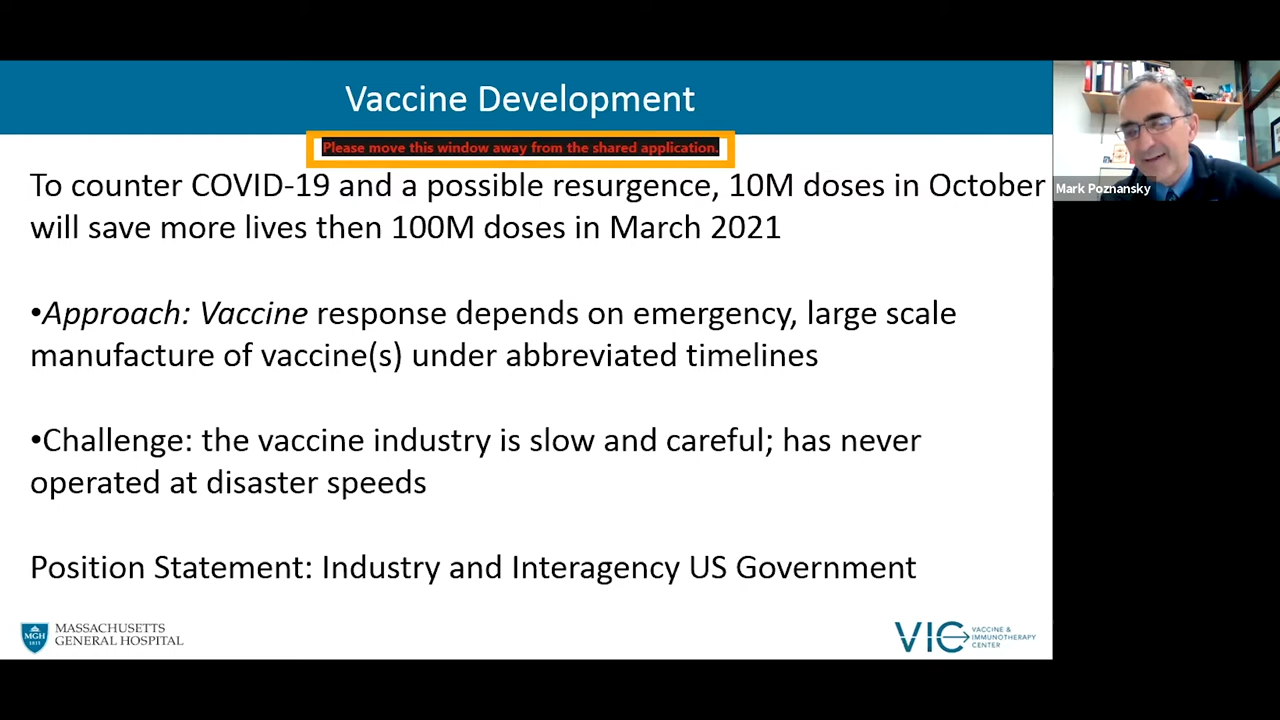 Vaccine Development
Please move this window away from the shared application.
To counter COVID-19 and a possible resurgence, 10M doses in October
will save more lives then 100M doses in March 2021
•Approach: Vaccine response depends on emergency, large scale
manufacture of vaccine(s) under abbreviated timelines
•Challenge: the vaccine industry is slow and careful; has never
operated at disaster speeds
Position Statement: Industry and Interagency US Government
MGH
1811
MASSACHUSETTS
GENERAL HOSPITAL
VIC
VACCINE &
IMMUNOTHERAPY
CENTER
Mark Poznansky